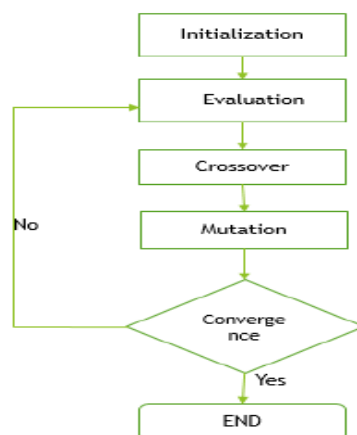 Initialization
Evaluation
Crossover
No
Mutation
Converge
nce
Yes
END